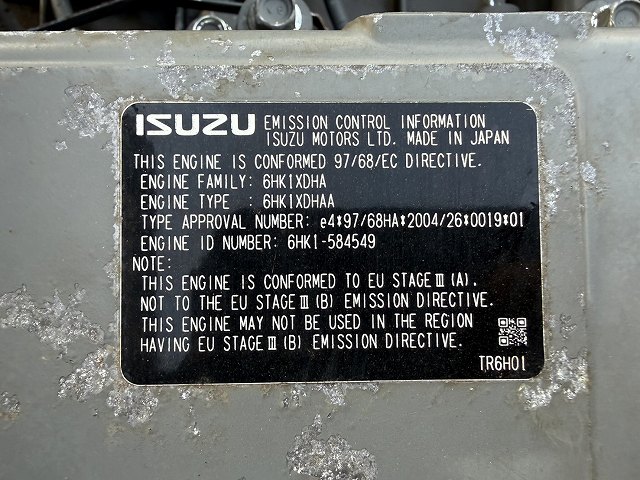 ISUZU EMISSION CONTROL INFORMATION
ISUZU MOTORS LTD. MADE IN JAPAN
THIS ENGINE IS CONFORMED 97/68/EC DIRECTIVE.
ENGINE FAMILY: 6HK1XDHA
ENGINE TYPE : 6HK1XDHAA
TYPE APPROVAL NUMBER: e4*97/68HA*2004/26*0019*01
ENGINE ID NUMBER: 6HK1-584549
NOTE:
THIS ENGINE IS CONFORMED TO EU STAGE Ⅲ (A),
NOT TO THE EU STAGE Ⅲ (B) EMISSION DIRECTIVE.
THIS ENGINE MAY NOT BE USED IN THE REGION
HAVING EU STAGE Ⅲ (B) EMISSION DIRECTIVE.
TR6H01